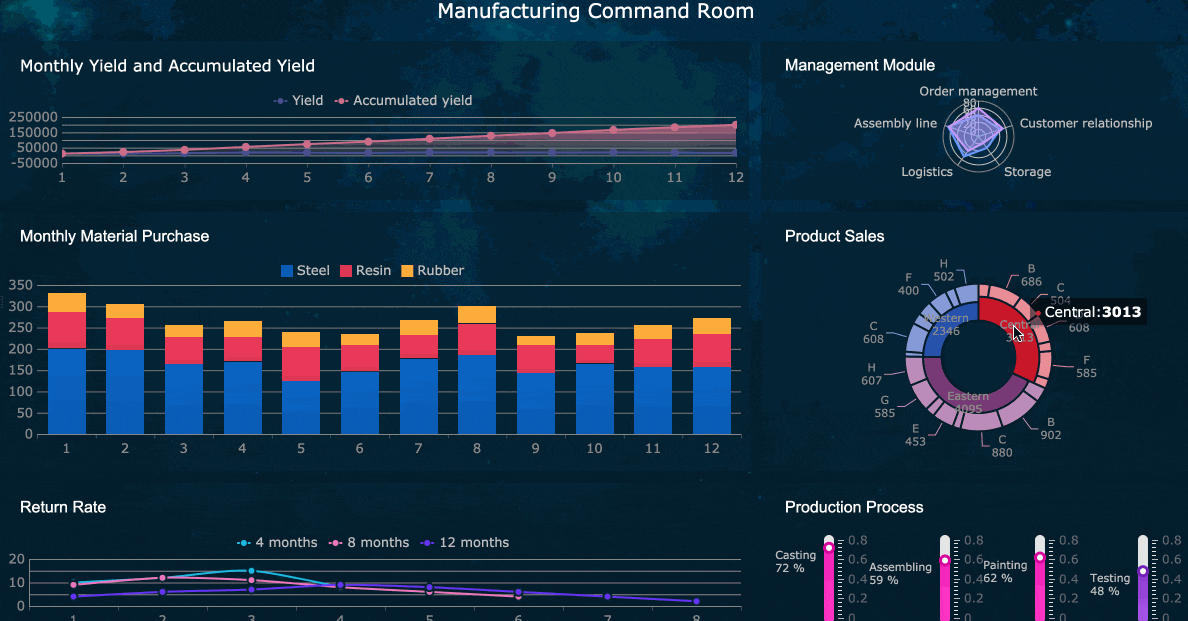 Manufacturing Command Room
Monthly Yield and Accumulated Yield
Yield Accumulated yield
250000
150000
50000
-50000
1 2 3 4 5 6 7 8 9 10 11 12
Management Module
Order management
80
Assembly line
Customer relationship
Logistics
Storage
Monthly Material Purchase
Steel Resin Rubber
350
300
250
200
150
100
50
0
1 2 3 4 5 6 7 8 9 10 11 12
Product Sales
H
502
F
400
B
686
C
504
Central:3013
608
Western
2346
C
608
F
585
H
607
Eastern
4095
G
585
E
453
B
902
C
880
Return Rate
4 months 8 months 12 months
20
10
0
1 2 3 4 5 6 7 8
Production Process
Casting
72 %
0.8
0.6
0.4
0.2
0
Assembling
59 %
0.8
0.6
0.4
0.2
0
Painting
62 %
0.8
0.6
0.4
0.2
0
Testing
48 %
0.8
0.6
0.4
0.2
0